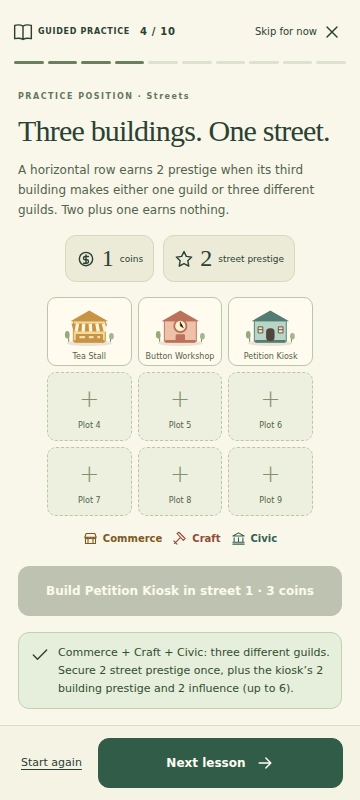 GUIDED PRACTICE 4 / 10 Skip for now
PRACTICE POSITION · Streets
Three buildings. One street.
A horizontal row earns 2 prestige when its third
building makes either one guild or three different
guilds. Two plus one earns nothing.
1 coins 2 street prestige
Tea Stall Button Workshop Petition Kiosk
Plot 4 Plot 5 Plot 6
Plot 7 Plot 8 Plot 9
Commerce Craft Civic
Build Petition Kiosk in street 1 · 3 coins
Commerce + Craft + Civic: three different guilds.
Secure 2 street prestige once, plus the kiosk’s 2
building prestige and 2 influence (up to 6).
Start again Next lesson